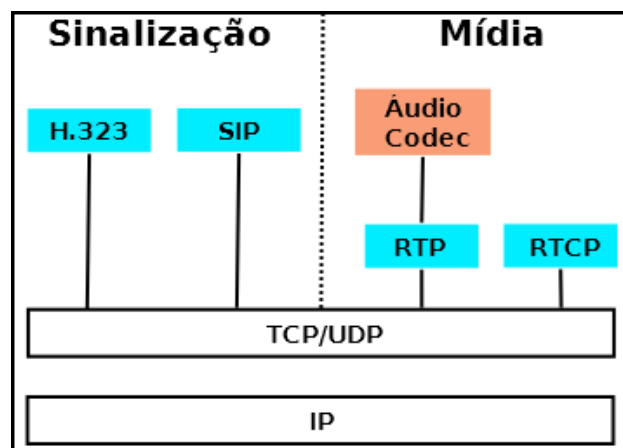 Sinalização
Mídia
H.323
SIP
Áudio
Codec
RTP
RTCP
TCP/UDP
IP